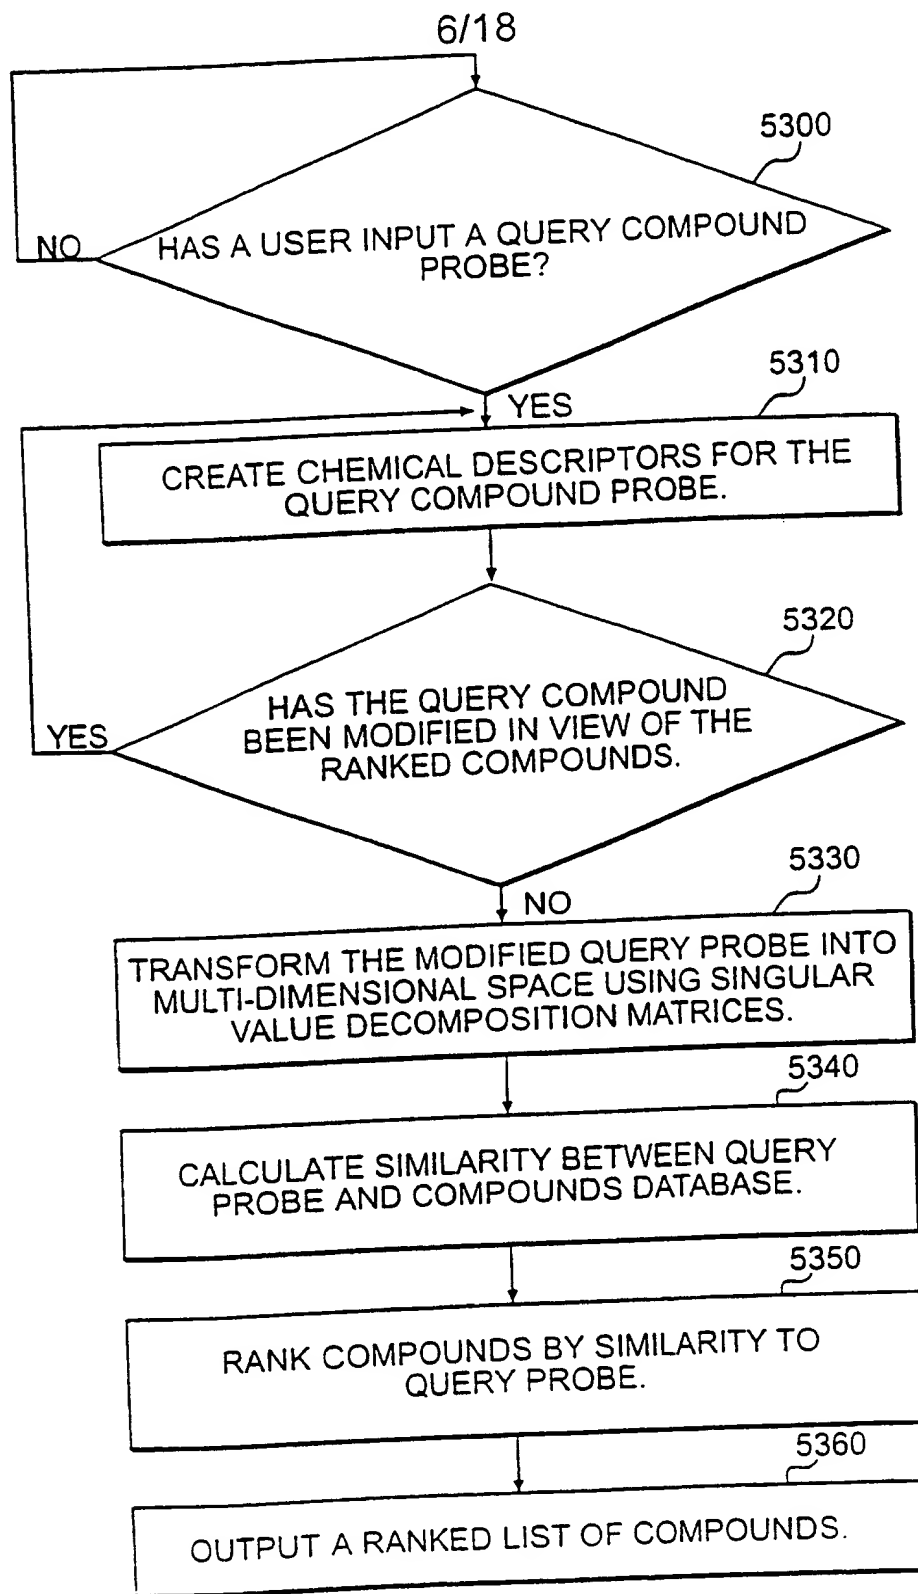 6/18
5300
HAS A USER INPUT A QUERY COMPOUND
PROBE?
NO
YES
5310
CREATE CHEMICAL DESCRIPTORS FOR THE
QUERY COMPOUND PROBE.
5320
HAS THE QUERY COMPOUND
BEEN MODIFIED IN VIEW OF THE
RANKED COMPOUNDS.
YES
NO
5330
TRANSFORM THE MODIFIED QUERY PROBE INTO
MULTI-DIMENSIONAL SPACE USING SINGULAR
VALUE DECOMPOSITION MATRICES.
5340
CALCULATE SIMILARITY BETWEEN QUERY
PROBE AND COMPOUNDS DATABASE.
5350
RANK COMPOUNDS BY SIMILARITY TO
QUERY PROBE.
5360
OUTPUT A RANKED LIST OF COMPOUNDS.